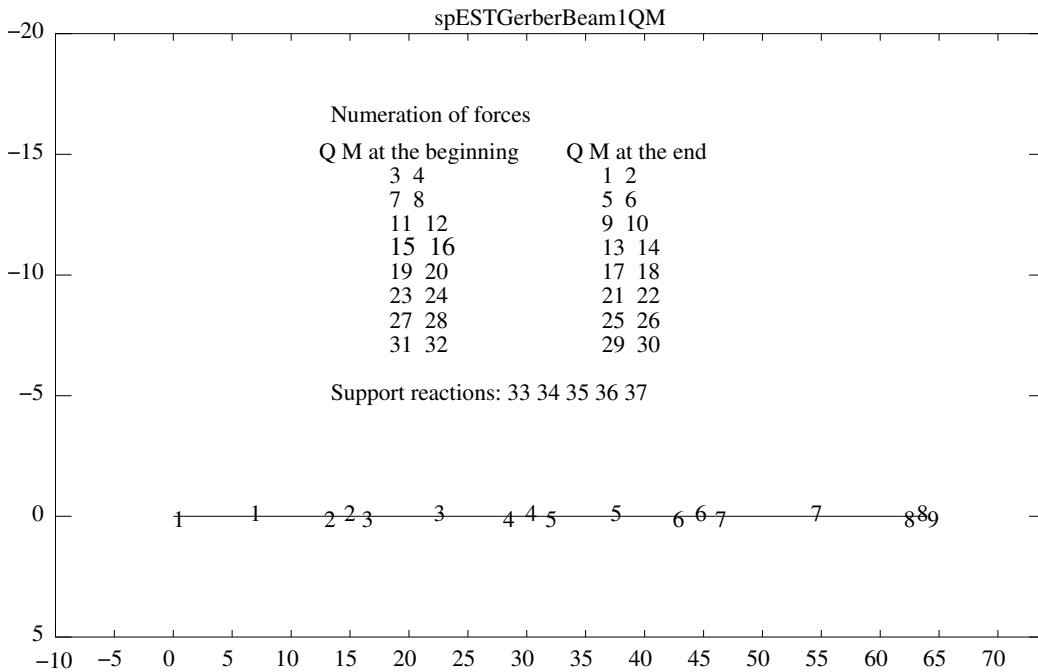 spESTGerberBeam1QM
−20
Numeration of forces
−15
Q M at the beginning Q M at the end
3 4 1 2
7 8 5 6
11 12 9 10
15 16 13 14
−10
19 20 17 18
23 24 21 22
27 28 25 26
31 32 29 30
−5
Support reactions: 33 34 35 36 37
0
1 2 3 4 5 6 7 8
1 2 3 4 5 6 7 8 9
5
−10 −5 0 5 10 15 20 25 30 35 40 45 50 55 60 65 70